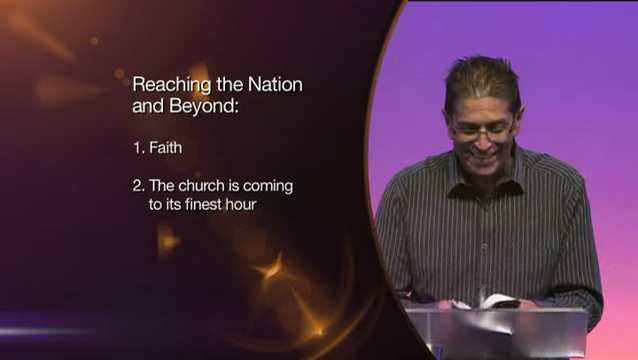 Reaching the Nation
and Beyond:
1. Faith
2. The church is coming
to its finest hour